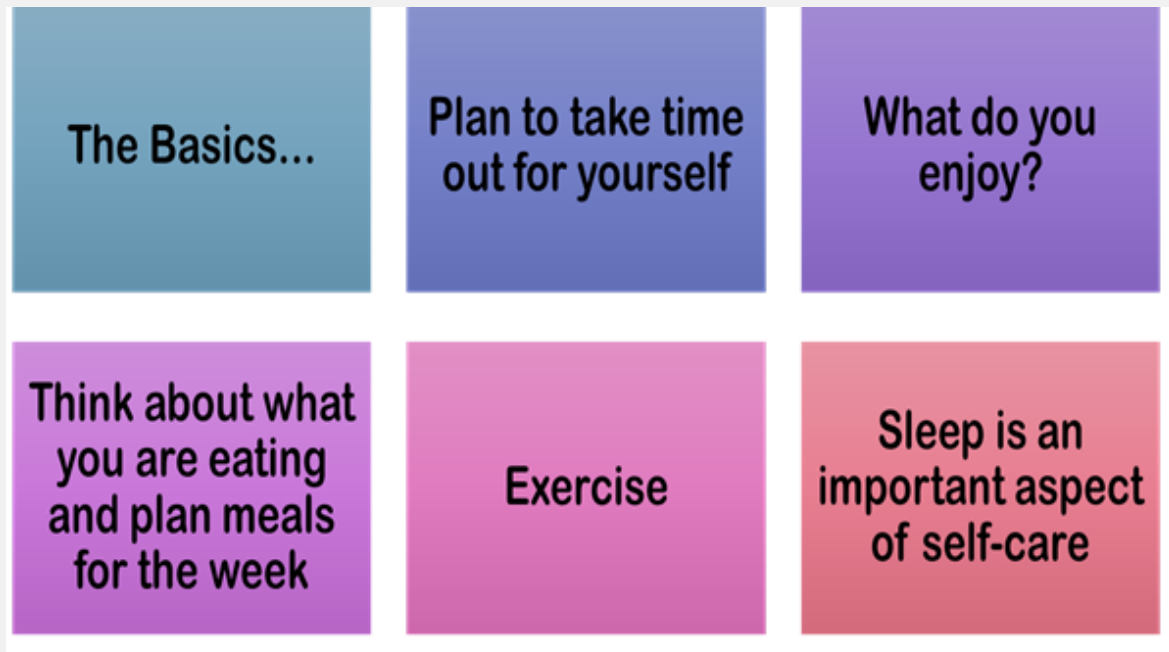 The Basics...
Plan to take time
out for yourself
What do you
enjoy?
Think about what
you are eating
and plan meals
for the week
Exercise
Sleep is an
important aspect
of self-care